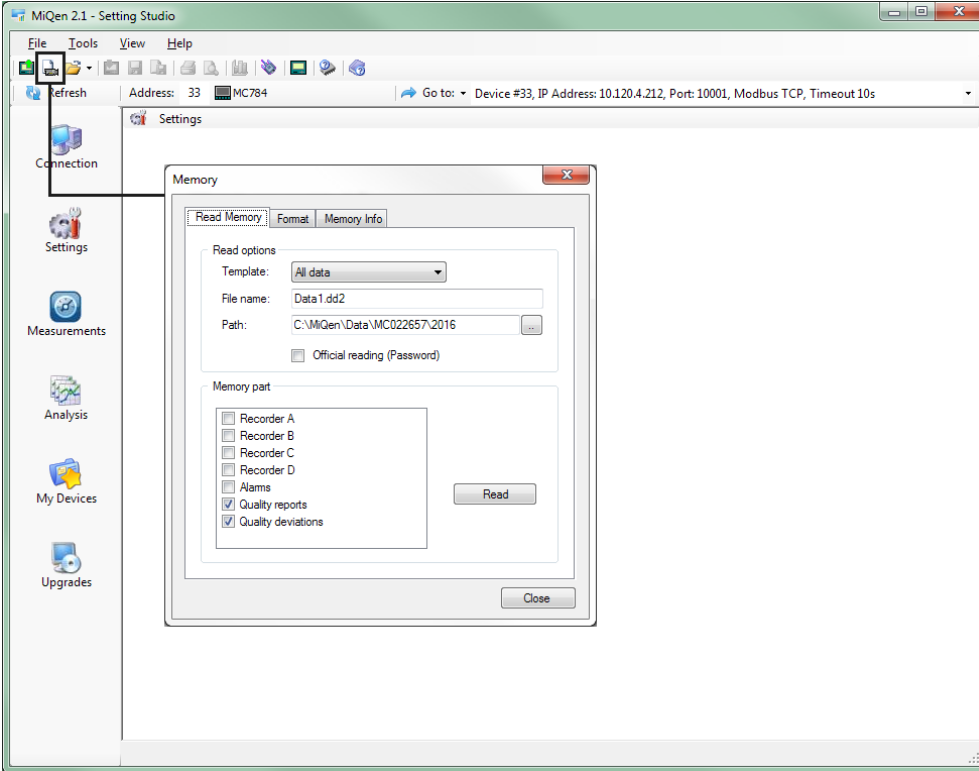 MiQen 2.1 - Setting Studio
File Tools View Help
Refresh Address: 33 MC784 Go to: Device #33, IP Address: 10.120.4.212, Port: 10001, Modbus TCP, Timeout 10s
Settings
Connection
Settings
Measurements
Analysis
My Devices
Upgrades
Memory
Read Memory Format Memory Info
Read options
Template: All data
File name: Data1.dd2
Path: C:\MiQen\Data\MC022657\2016 ..
Official reading (Password)
Memory part
Recorder A
Recorder B
Recorder C
Recorder D
Alarms
Quality reports
Quality deviations
Read
Close